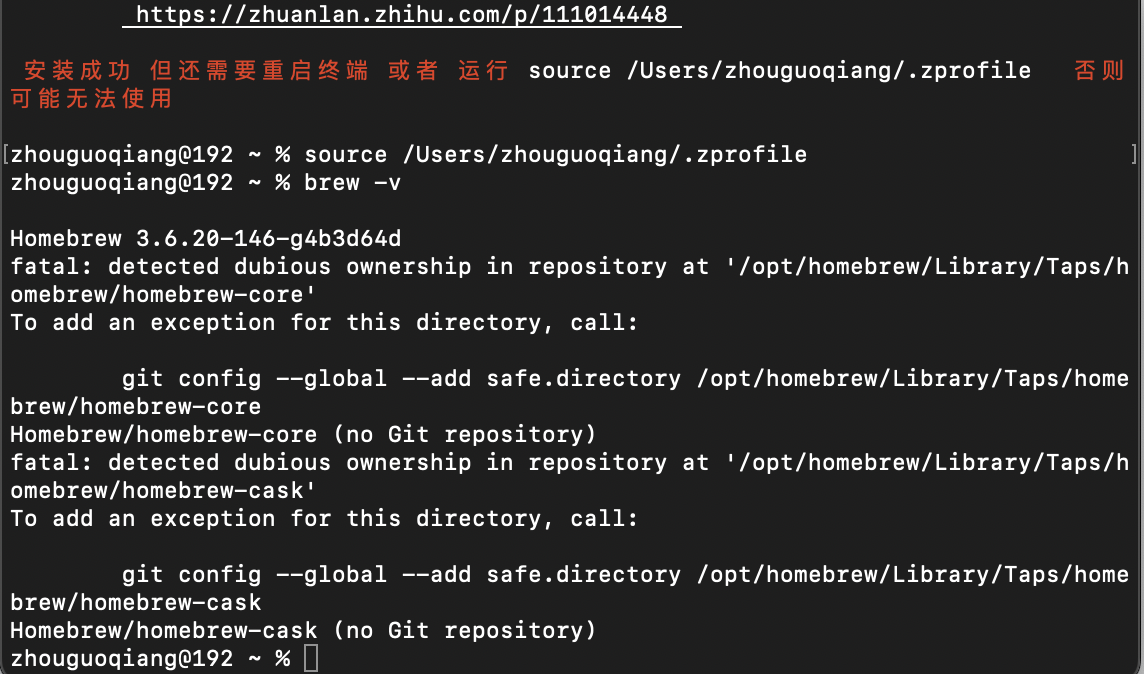 https://zhuanlan.zhihu.com/p/111014448
安装成功 但还需要重启终端 或者 运行 source /Users/zhouguoqiang/.zprofile 否则
可能无法使用
[zhouguoqiang@192 ~ % source /Users/zhouguoqiang/.zprofile ]
zhouguoqiang@192 ~ % brew -v
Homebrew 3.6.20-146-g4b3d64d
fatal: detected dubious ownership in repository at '/opt/homebrew/Library/Taps/h
omebrew/homebrew-core'
To add an exception for this directory, call:
git config --global --add safe.directory /opt/homebrew/Library/Taps/home
brew/homebrew-core
Homebrew/homebrew-core (no Git repository)
fatal: detected dubious ownership in repository at '/opt/homebrew/Library/Taps/h
omebrew/homebrew-cask'
To add an exception for this directory, call:
git config --global --add safe.directory /opt/homebrew/Library/Taps/home
brew/homebrew-cask
Homebrew/homebrew-cask (no Git repository)
zhouguoqiang@192 ~ %